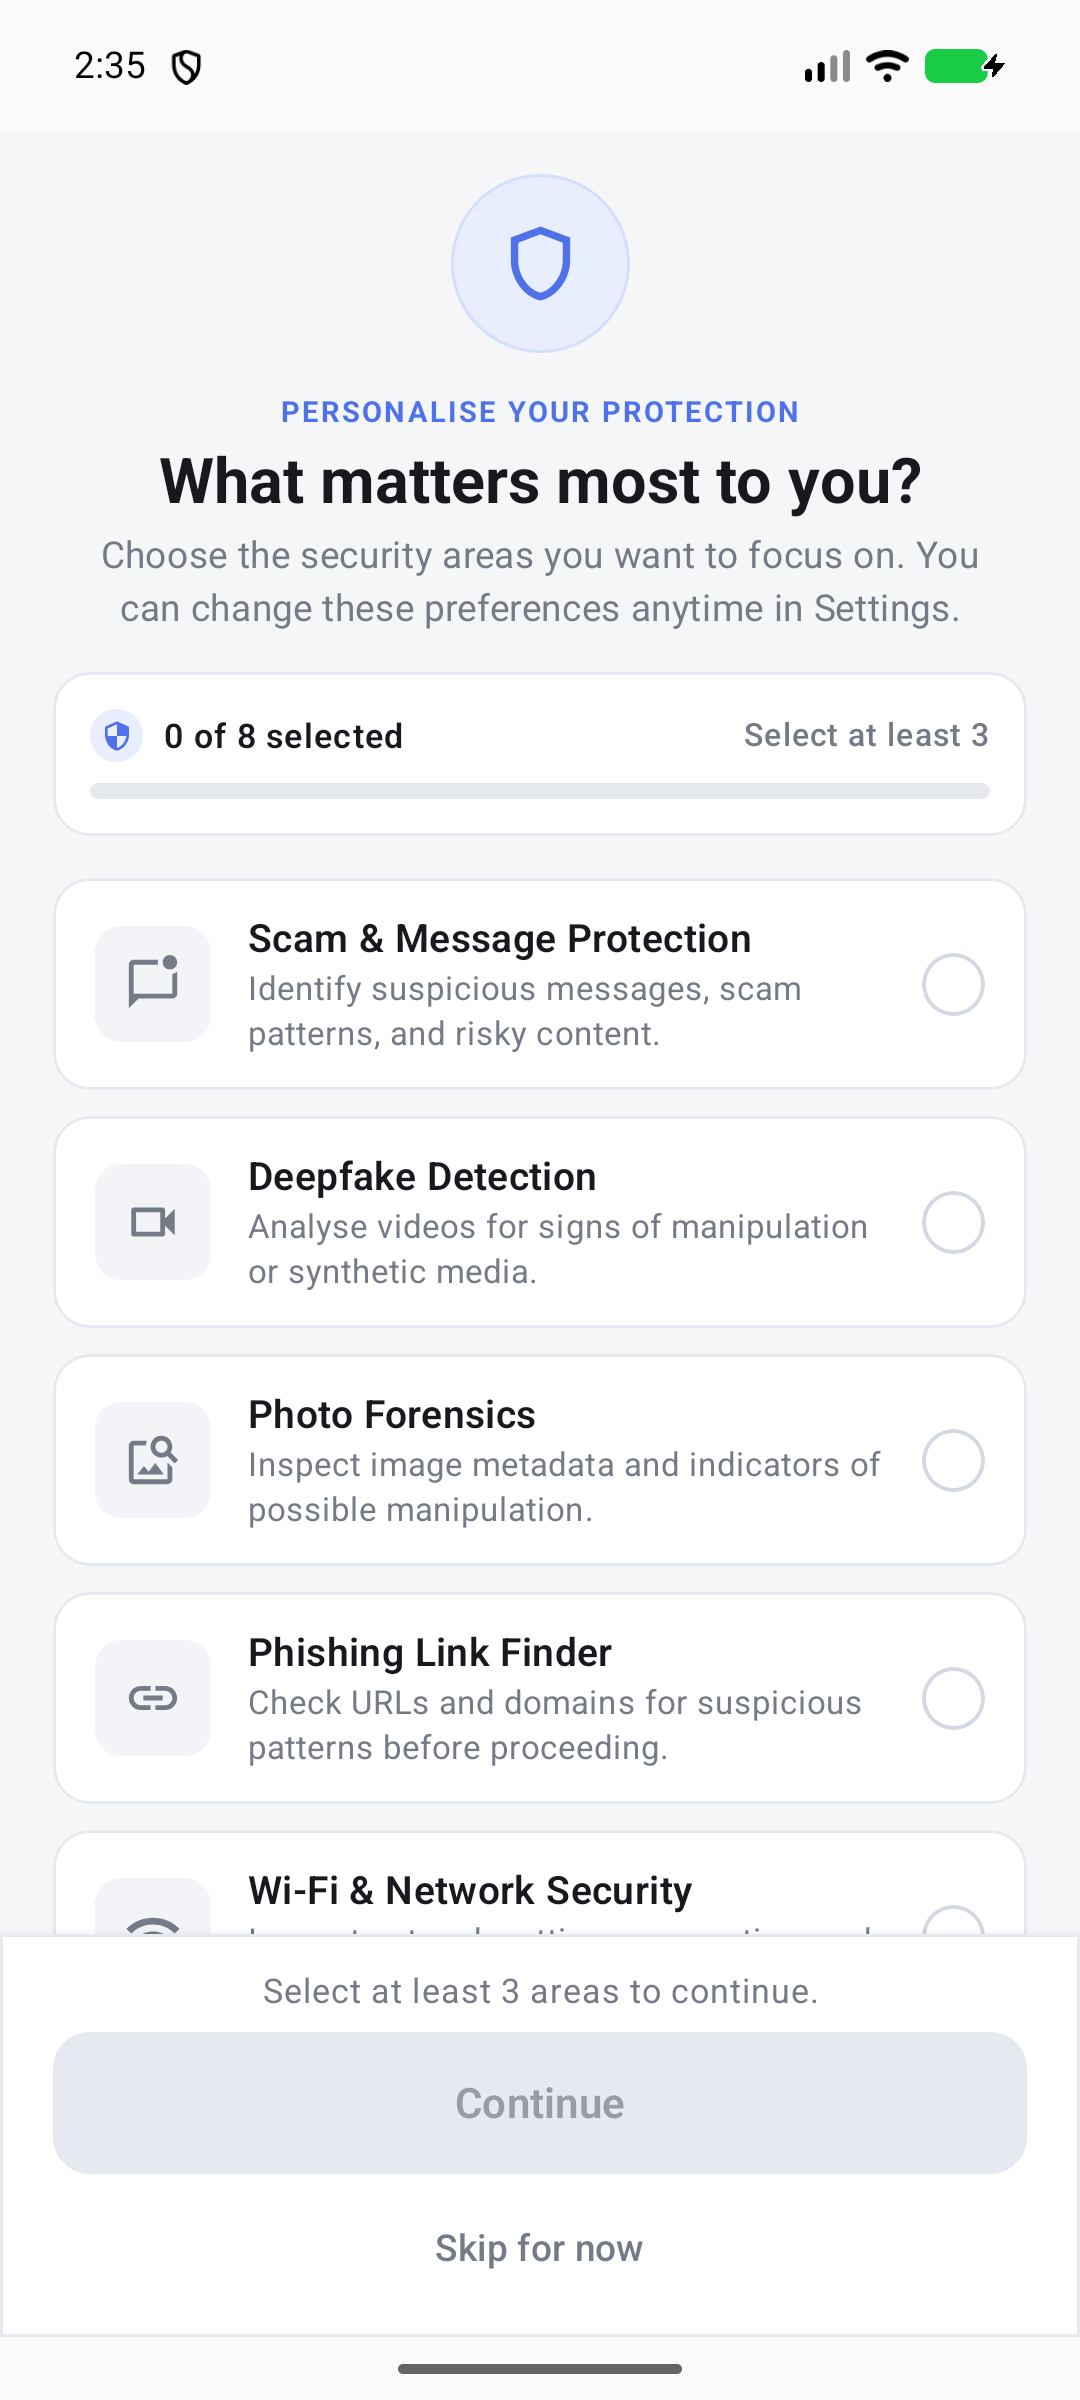 2:35
PERSONALISE YOUR PROTECTION
What matters most to you?
Choose the security areas you want to focus on. You
can change these preferences anytime in Settings.
0 of 8 selected
Select at least 3
Scam & Message Protection
Identify suspicious messages, scam
patterns, and risky content.
Deepfake Detection
Analyse videos for signs of manipulation
or synthetic media.
Photo Forensics
Inspect image metadata and indicators of
possible manipulation.
Phishing Link Finder
Check URLs and domains for suspicious
patterns before proceeding.
Wi-Fi & Network Security
Select at least 3 areas to continue.
Continue
Skip for now